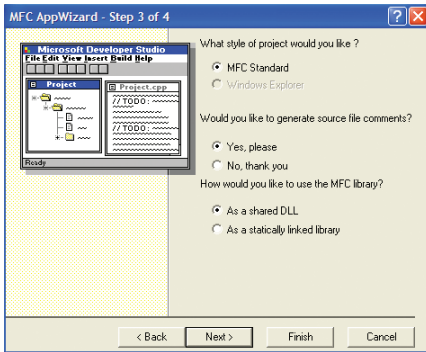 MFC AppWizard - Step 3 of 4
Microsoft Developer Studio
File Edit View Insert Build Help
Project
Project.cpp
//TODO:
//TODO:
Ready
What style of project would you like ?
MFC Standard
Windows Explorer
Would you like to generate source file comments?
Yes, please
No, thank you
How would you like to use the MFC library?
As a shared DLL
As a statically linked library
< Back
Next >
Finish
Cancel